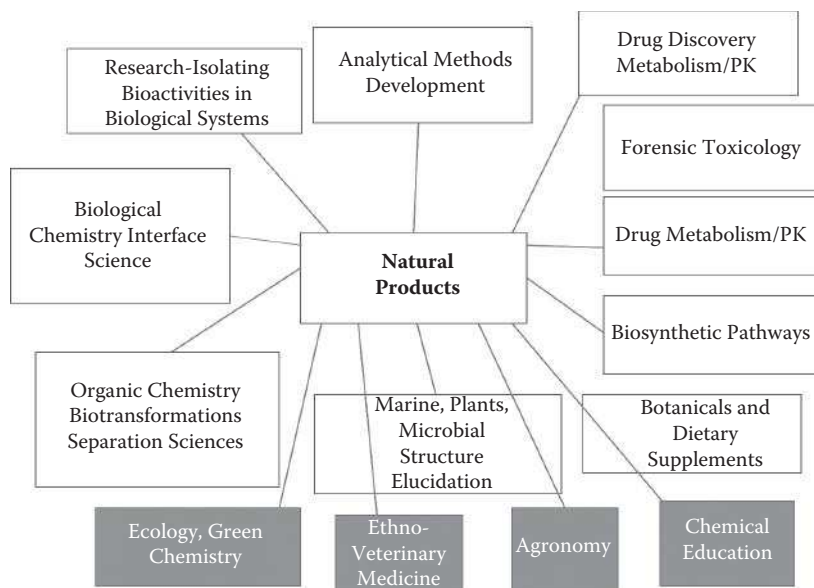 Research-Isolating
Bioactivities in
Biological Systems
Analytical Methods
Development
Drug Discovery
Metabolism/PK
Forensic Toxicology
Biological
Chemistry Interface
Science
Natural
Products
Drug Metabolism/PK
Biosynthetic Pathways
Organic Chemistry
Biotransformations
Separation Sciences
Marine, Plants,
Microbial
Structure
Elucidation
Botanicals and
Dietary
Supplements
Ecology, Green
Chemistry
Ethno-
Veterinary
Medicine
Agronomy
Chemical
Education